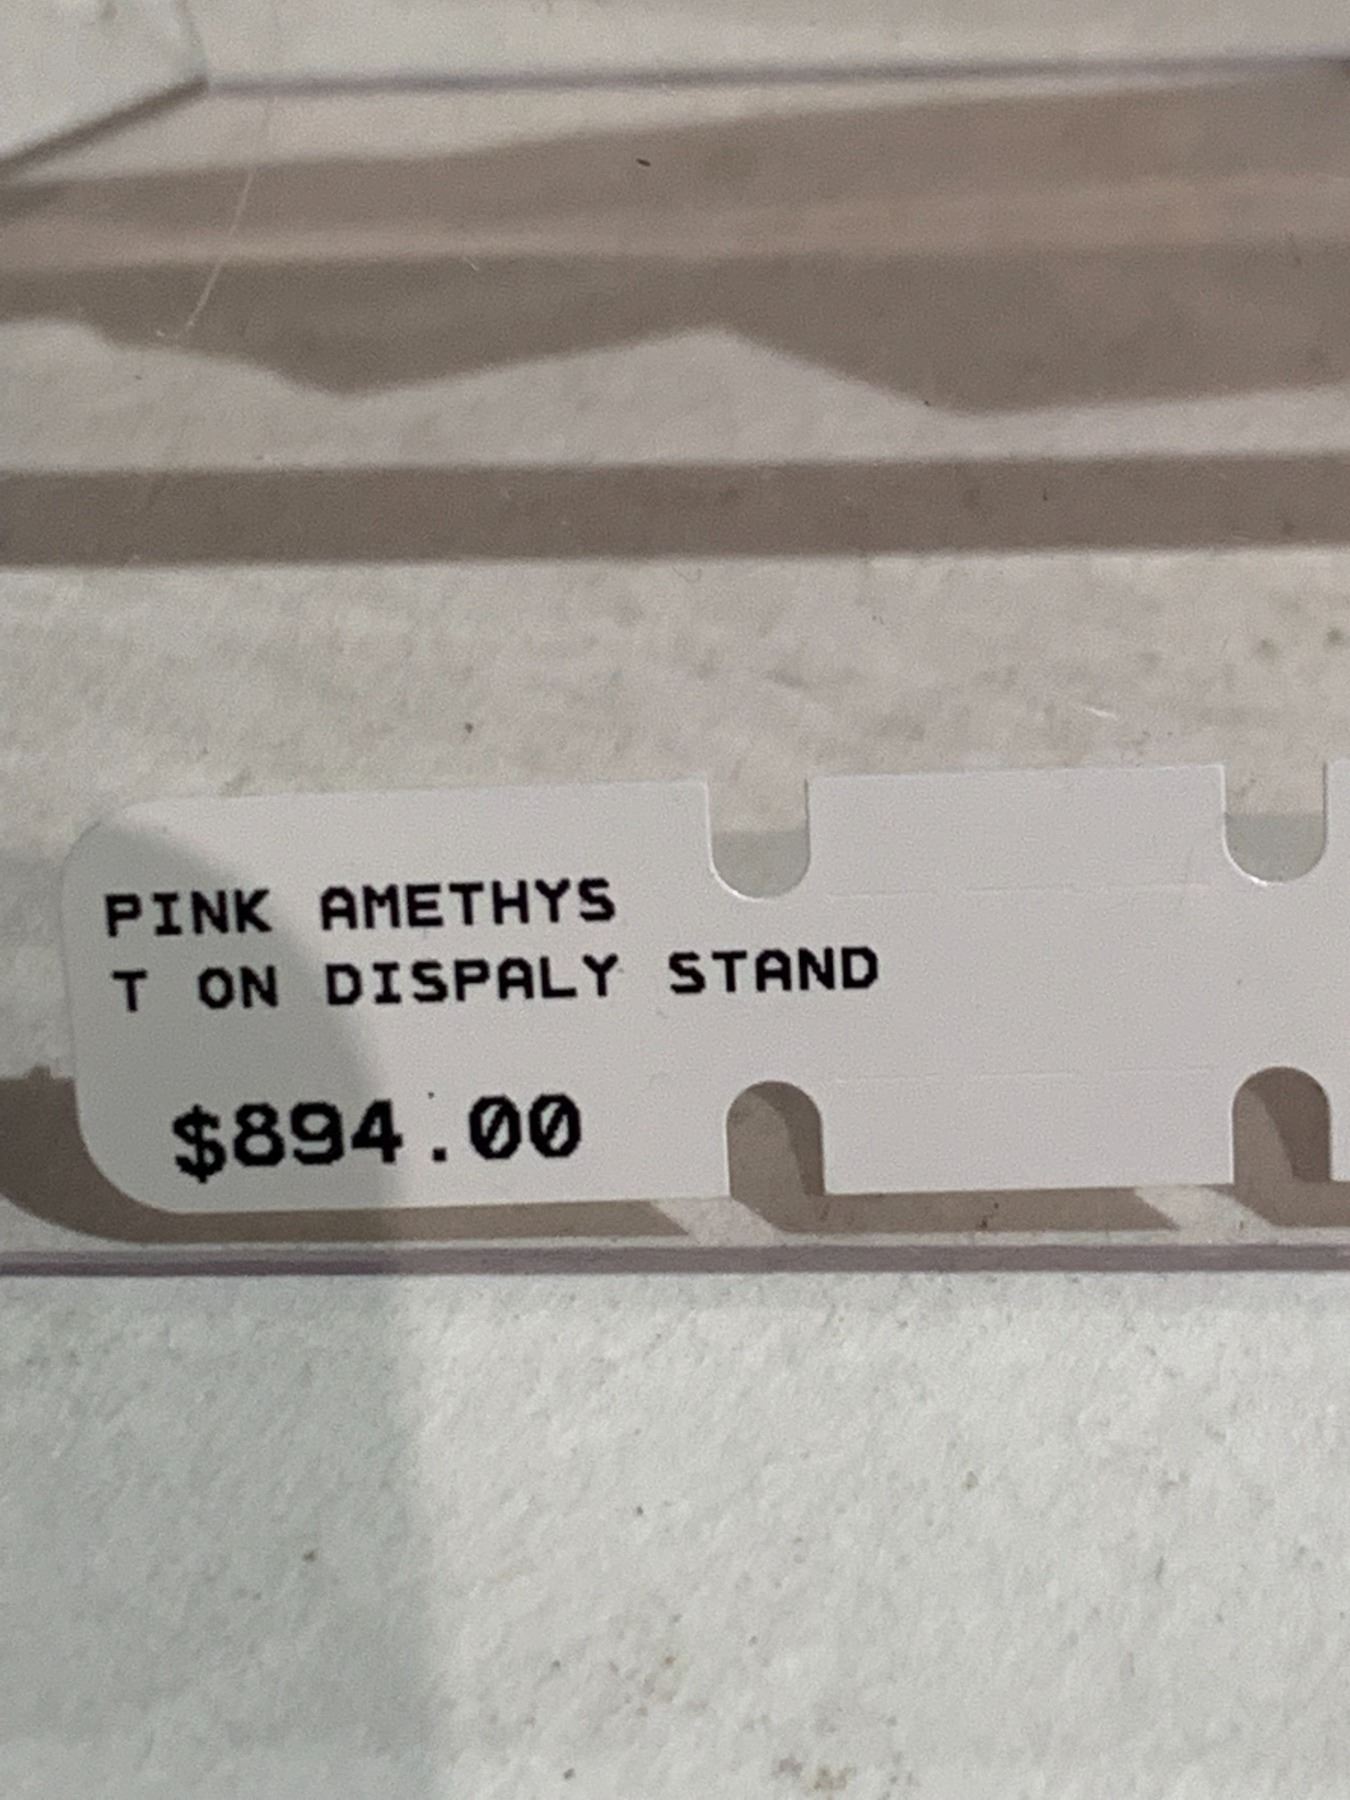 PINK AMETHYS
T ON DISPALY STAND
$894.00